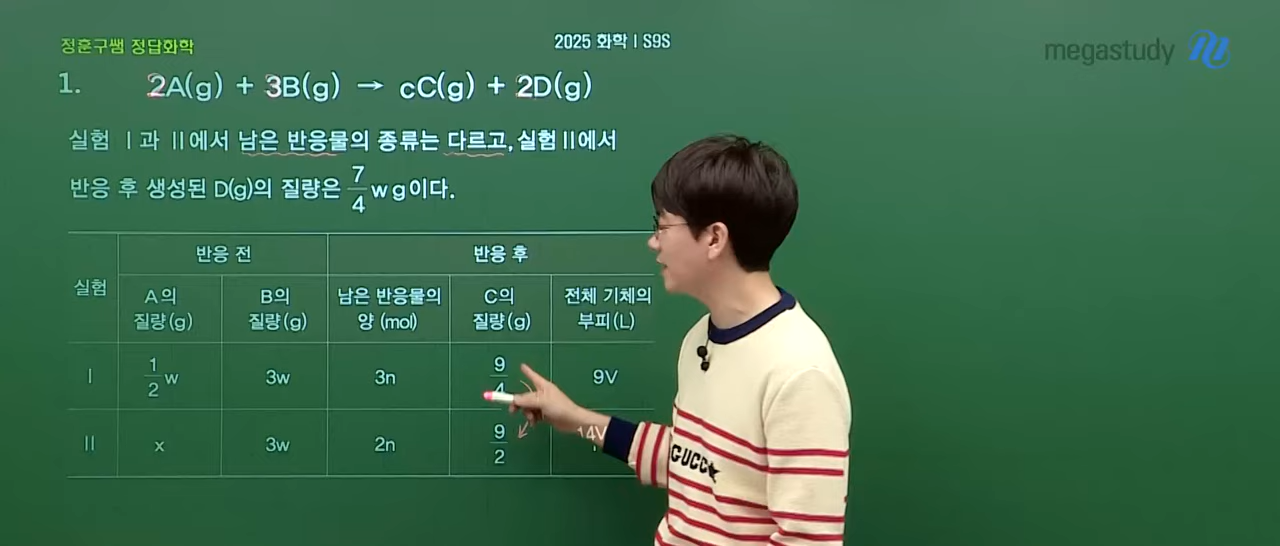 정훈구쌤 정답화학
2025 화학 I S9S
megastudy
1. 2A(g) + 3B(g) → cC(g) + 2D(g)
실험 Ⅰ과 Ⅱ에서 남은 반응물의 종류는 다르고, 실험Ⅱ에서
반응 후 생성된 D(g)의 질량은 7/4 w g이다.
실험 반응 전 반응 후
A의 질량(g) B의 질량(g) 남은 반응물의 양 (mol) C의 질량(g) 전체 기체의 부피(L)
Ⅰ 1/2 w 3w 3n 9/4 9V
Ⅱ x 3w 2n 9/2 14V
GUCC